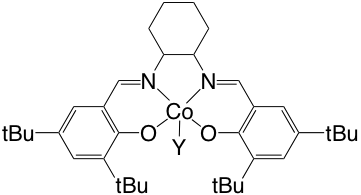 N N
Co
tBu O Y O tBu
tBu tBu